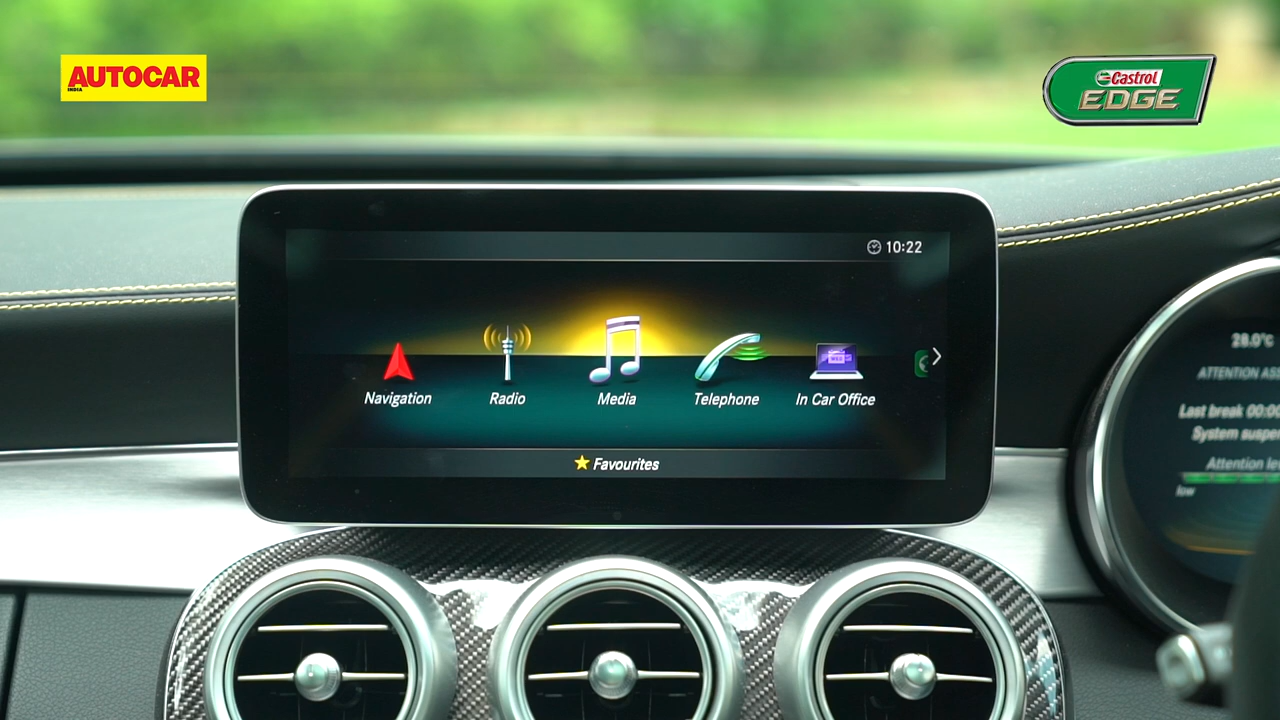 AUTOCAR
INDIA
Castrol
EDGE
10:22
Navigation
Radio
Media
Telephone
In Car Office
Favourites
28.0°c
ATTENTION ASS
Last break 00:00
System suspe
Attention le
low